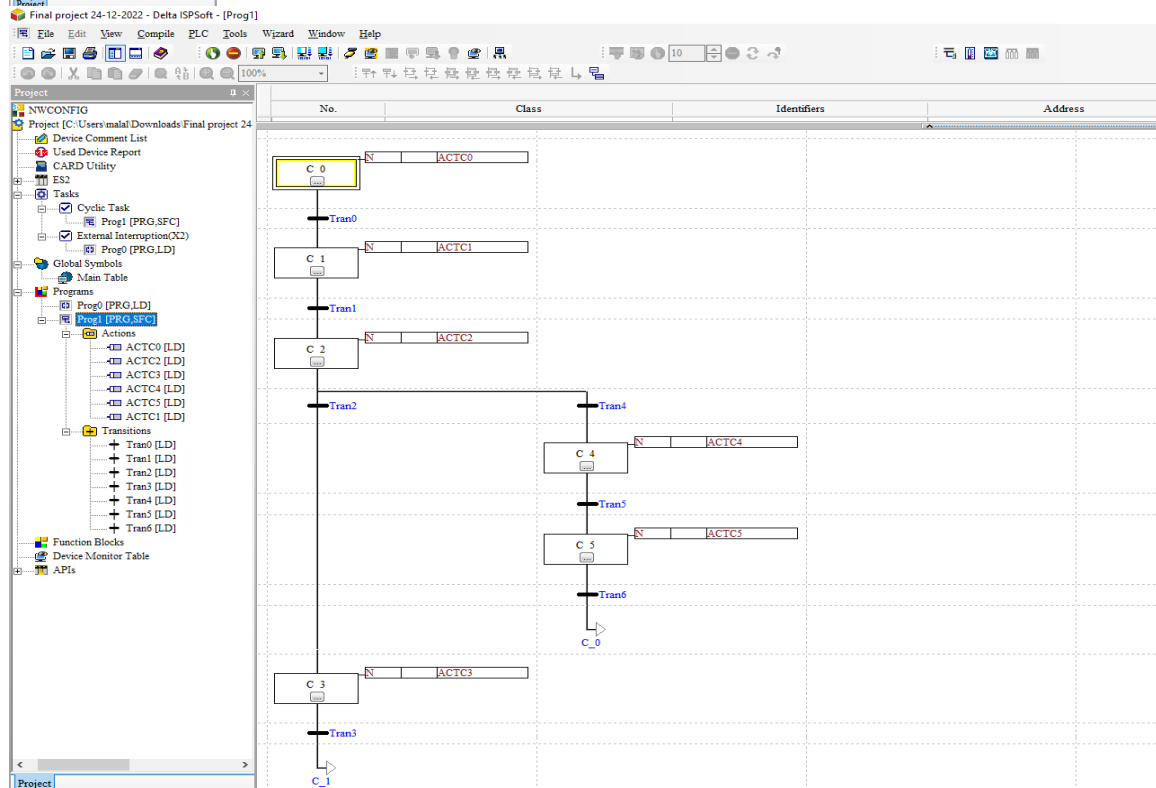 Project
Final project 24-12-2022 - Delta ISPSoft - [Prog1]
File Edit View Compile PLC Tools Wizard Window Help
10
100%
Project
NWCONFIG
Project [C:\Users\malal\Downloads\Final project 24
Device Comment List
Used Device Report
CARD Utility
ES2
Tasks
Cyclic Task
Prog1 [PRG,SFC]
External Interruption(X2)
Prog0 [PRG,LD]
Global Symbols
Main Table
Programs
Prog0 [PRG,LD]
Prog1 [PRG,SFC]
Actions
ACTC0 [LD]
ACTC2 [LD]
ACTC3 [LD]
ACTC4 [LD]
ACTC5 [LD]
ACTC1 [LD]
Transitions
Tran0 [LD]
Tran1 [LD]
Tran2 [LD]
Tran3 [LD]
Tran4 [LD]
Tran5 [LD]
Tran6 [LD]
Function Blocks
Device Monitor Table
APIs
Project
No. Class Identifiers Address
C 0 N ACTC0
Tran0
C 1 N ACTC1
Tran1
C 2 N ACTC2
Tran2 Tran4
C 4 N ACTC4
Tran5
C 5 N ACTC5
Tran6
C_0
C 3 N ACTC3
Tran3
C_1